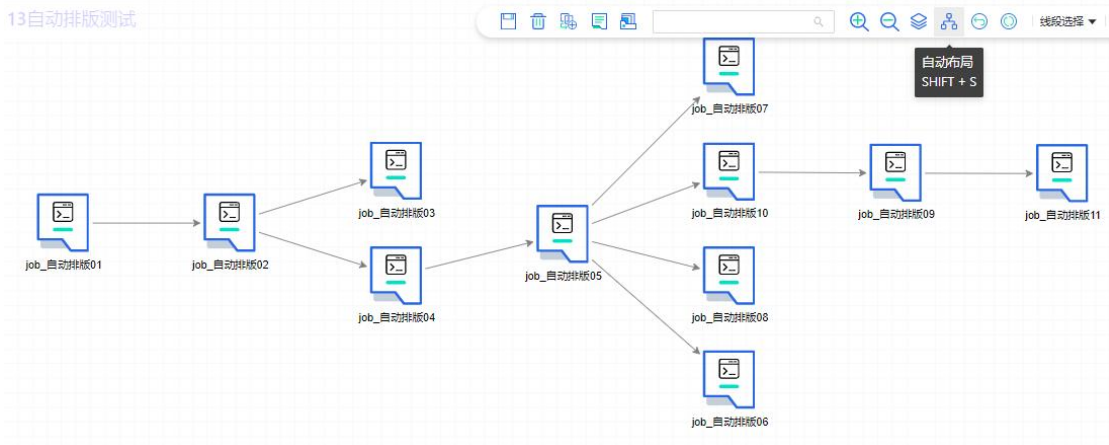 13自动排版测试
线段选择
自动布局
SHIFT + S
job_自动排版07
job_自动排版03
job_自动排版10
job_自动排版09
job_自动排版11
job_自动排版01
job_自动排版02
job_自动排版05
job_自动排版04
job_自动排版08
job_自动排版06